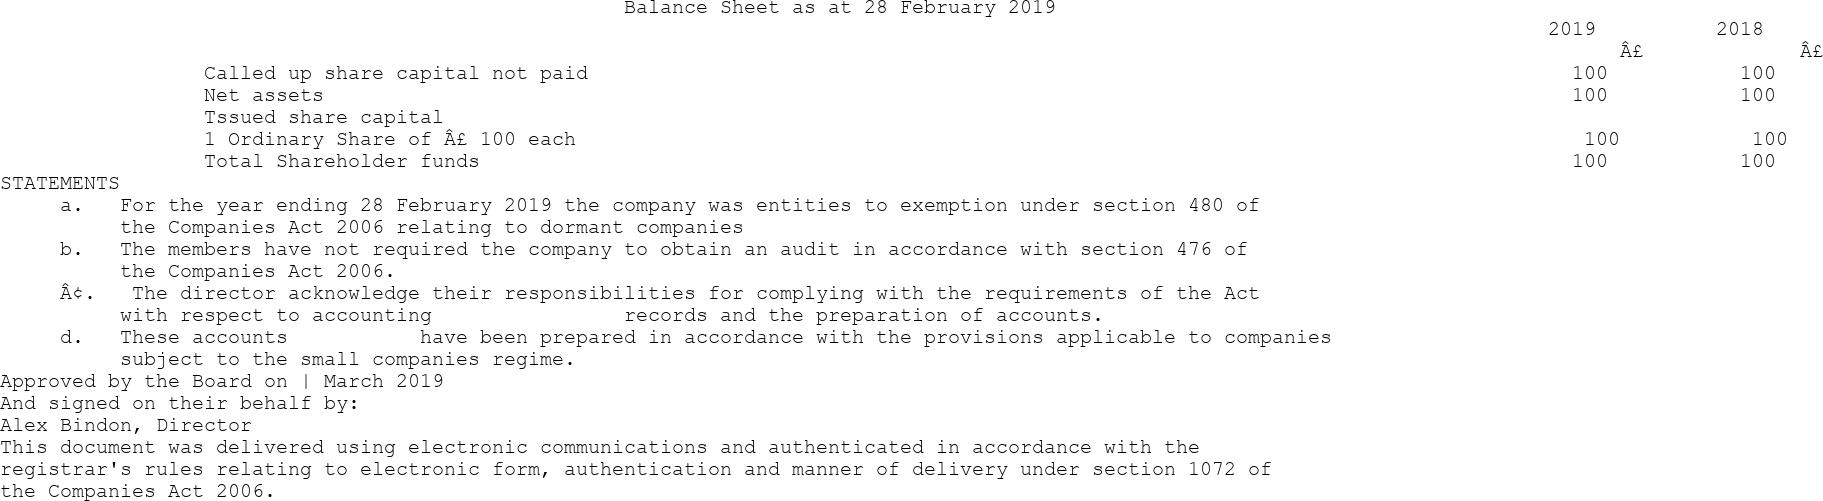 Balance Sheet as at 28 February 2019
2019 2018
Â£ Â£
Called up share capital not paid 100 100
Net assets 100 100
Tssued share capital
1 Ordinary Share of Â£ 100 each 100 100
Total Shareholder funds 100 100
STATEMENTS
a. For the year ending 28 February 2019 the company was entities to exemption under section 480 of
the Companies Act 2006 relating to dormant companies
b. The members have not required the company to obtain an audit in accordance with section 476 of
the Companies Act 2006.
Â¢. The director acknowledge their responsibilities for complying with the requirements of the Act
with respect to accounting records and the preparation of accounts.
d. These accounts have been prepared in accordance with the provisions applicable to companies
subject to the small companies regime.
Approved by the Board on | March 2019
And signed on their behalf by:
Alex Bindon, Director
This document was delivered using electronic communications and authenticated in accordance with the
registrar's rules relating to electronic form, authentication and manner of delivery under section 1072 of
the Companies Act 2006.